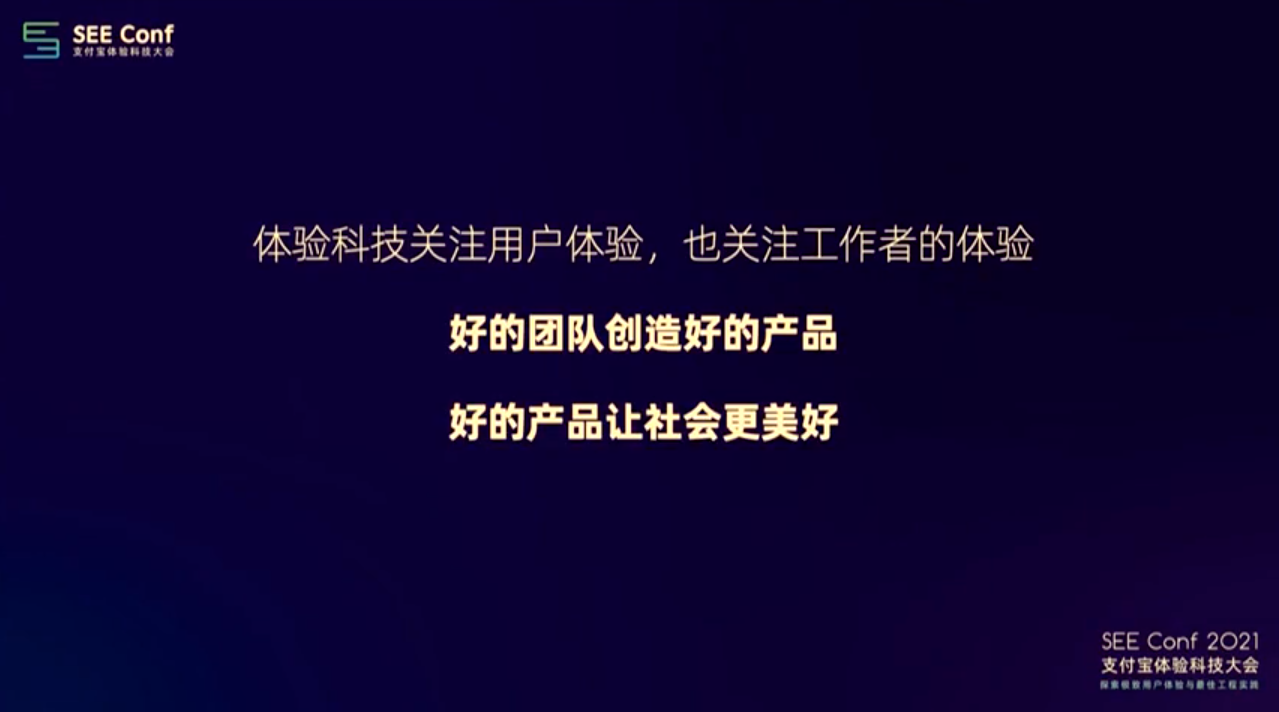 SEE Conf
支付宝体验科技大会
体验科技关注用户体验，也关注工作者的体验
好的团队创造好的产品
好的产品让社会更美好
SEE Conf 2021
支付宝体验科技大会
探索极致用户体验与最佳工程实践